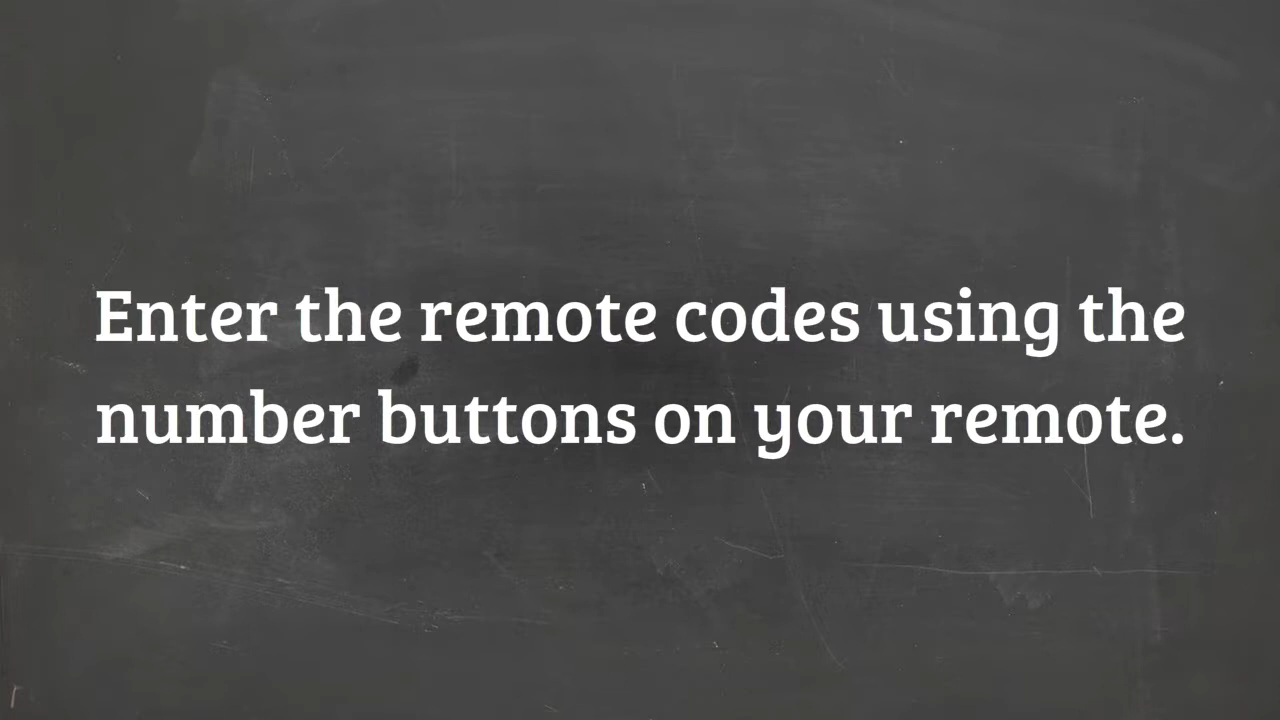 Enter the remote codes using the
number buttons on your remote.